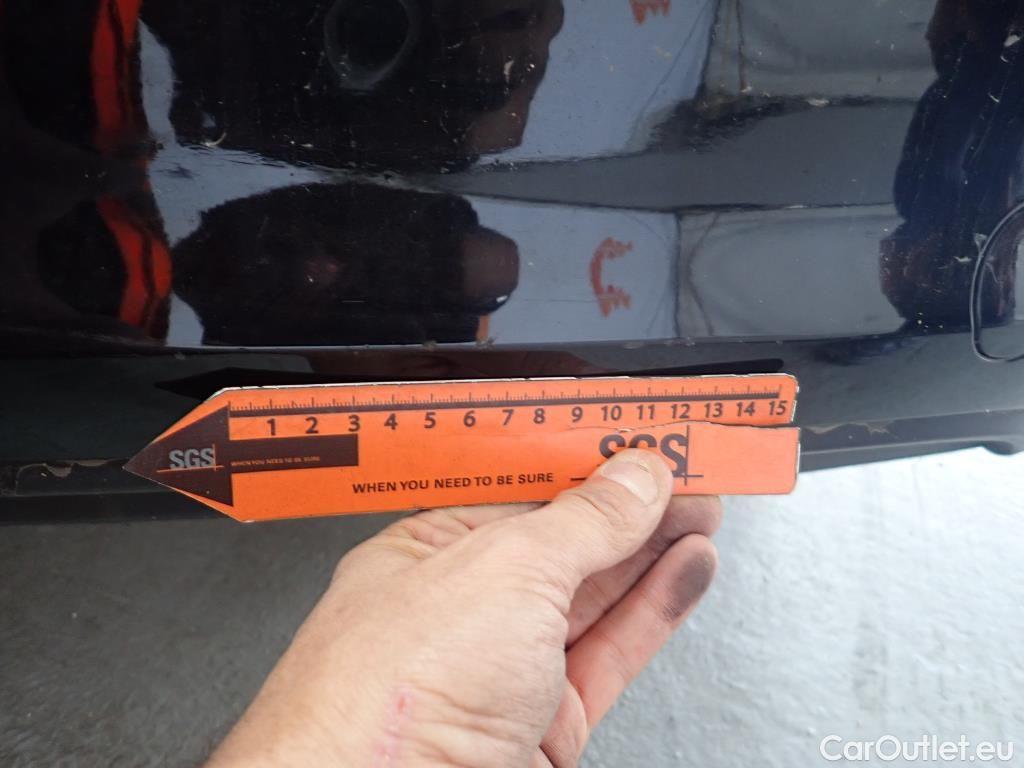 1 2 3 4 5 6 7 8 9 10 11 12 13 14 15
SGS
WHEN YOU NEED TO BE SURE
SGS
WHEN YOU NEED TO BE SURE
CarOutlet.eu